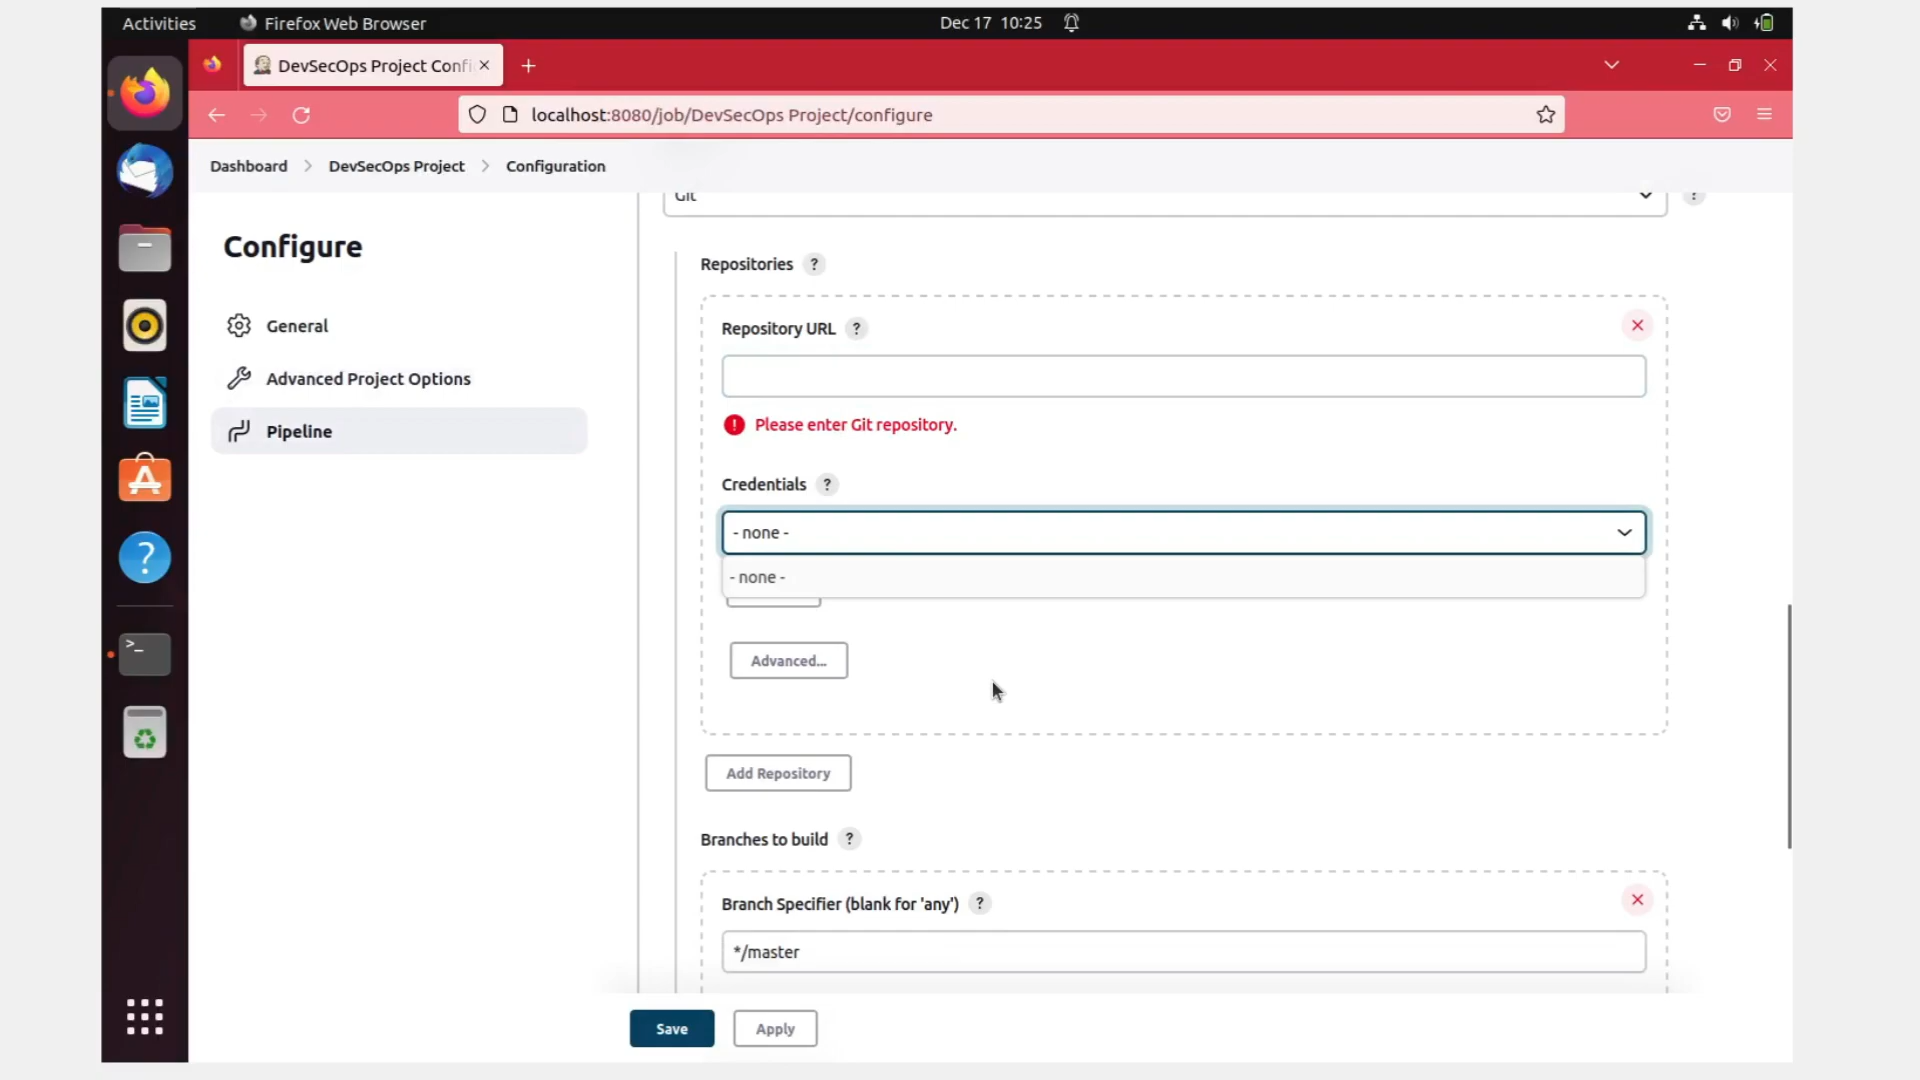 Activities
Firefox Web Browser
Dec 17 10:25
DevSecOps Project Confi
localhost:8080/job/DevSecOps Project/configure
Dashboard
DevSecOps Project
Configuration
Git
?
Configure
General
Advanced Project Options
Pipeline
Repositories ?
Repository URL ?
! Please enter Git repository.
Credentials ?
- none -
- none -
Advanced...
Add Repository
Branches to build ?
Branch Specifier (blank for 'any') ?
*/master
Save
Apply